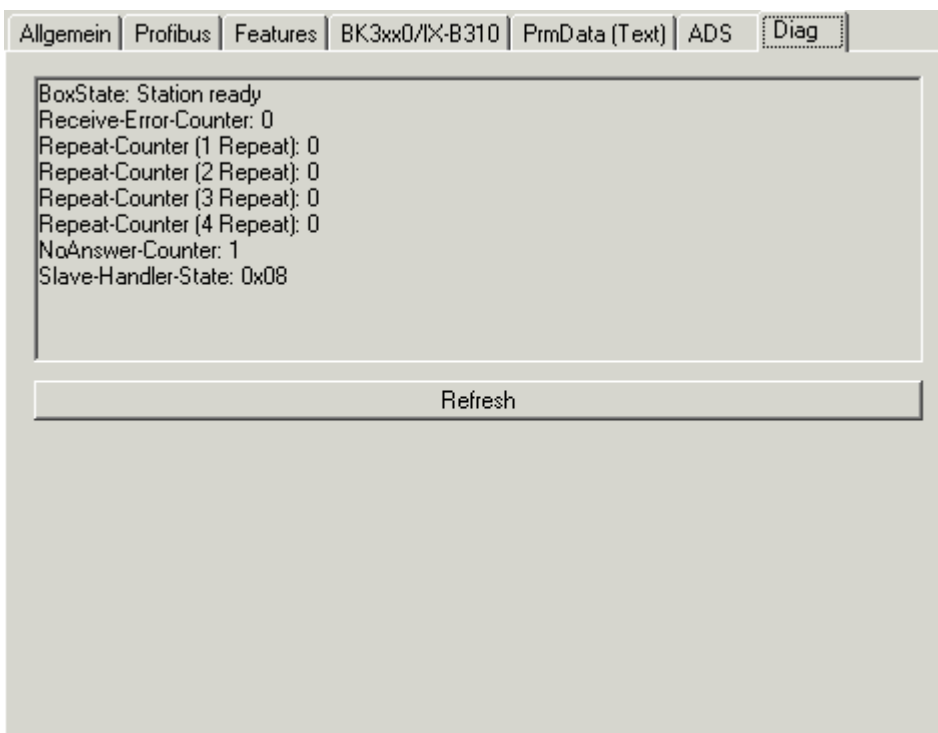 Allgemein Profibus Features BK3xx0/IX-B310 PrmData (Text) ADS Diag
BoxState: Station ready
Receive-Error-Counter: 0
Repeat-Counter (1 Repeat): 0
Repeat-Counter (2 Repeat): 0
Repeat-Counter (3 Repeat): 0
Repeat-Counter (4 Repeat): 0
NoAnswer-Counter: 1
Slave-Handler-State: 0x08
Refresh